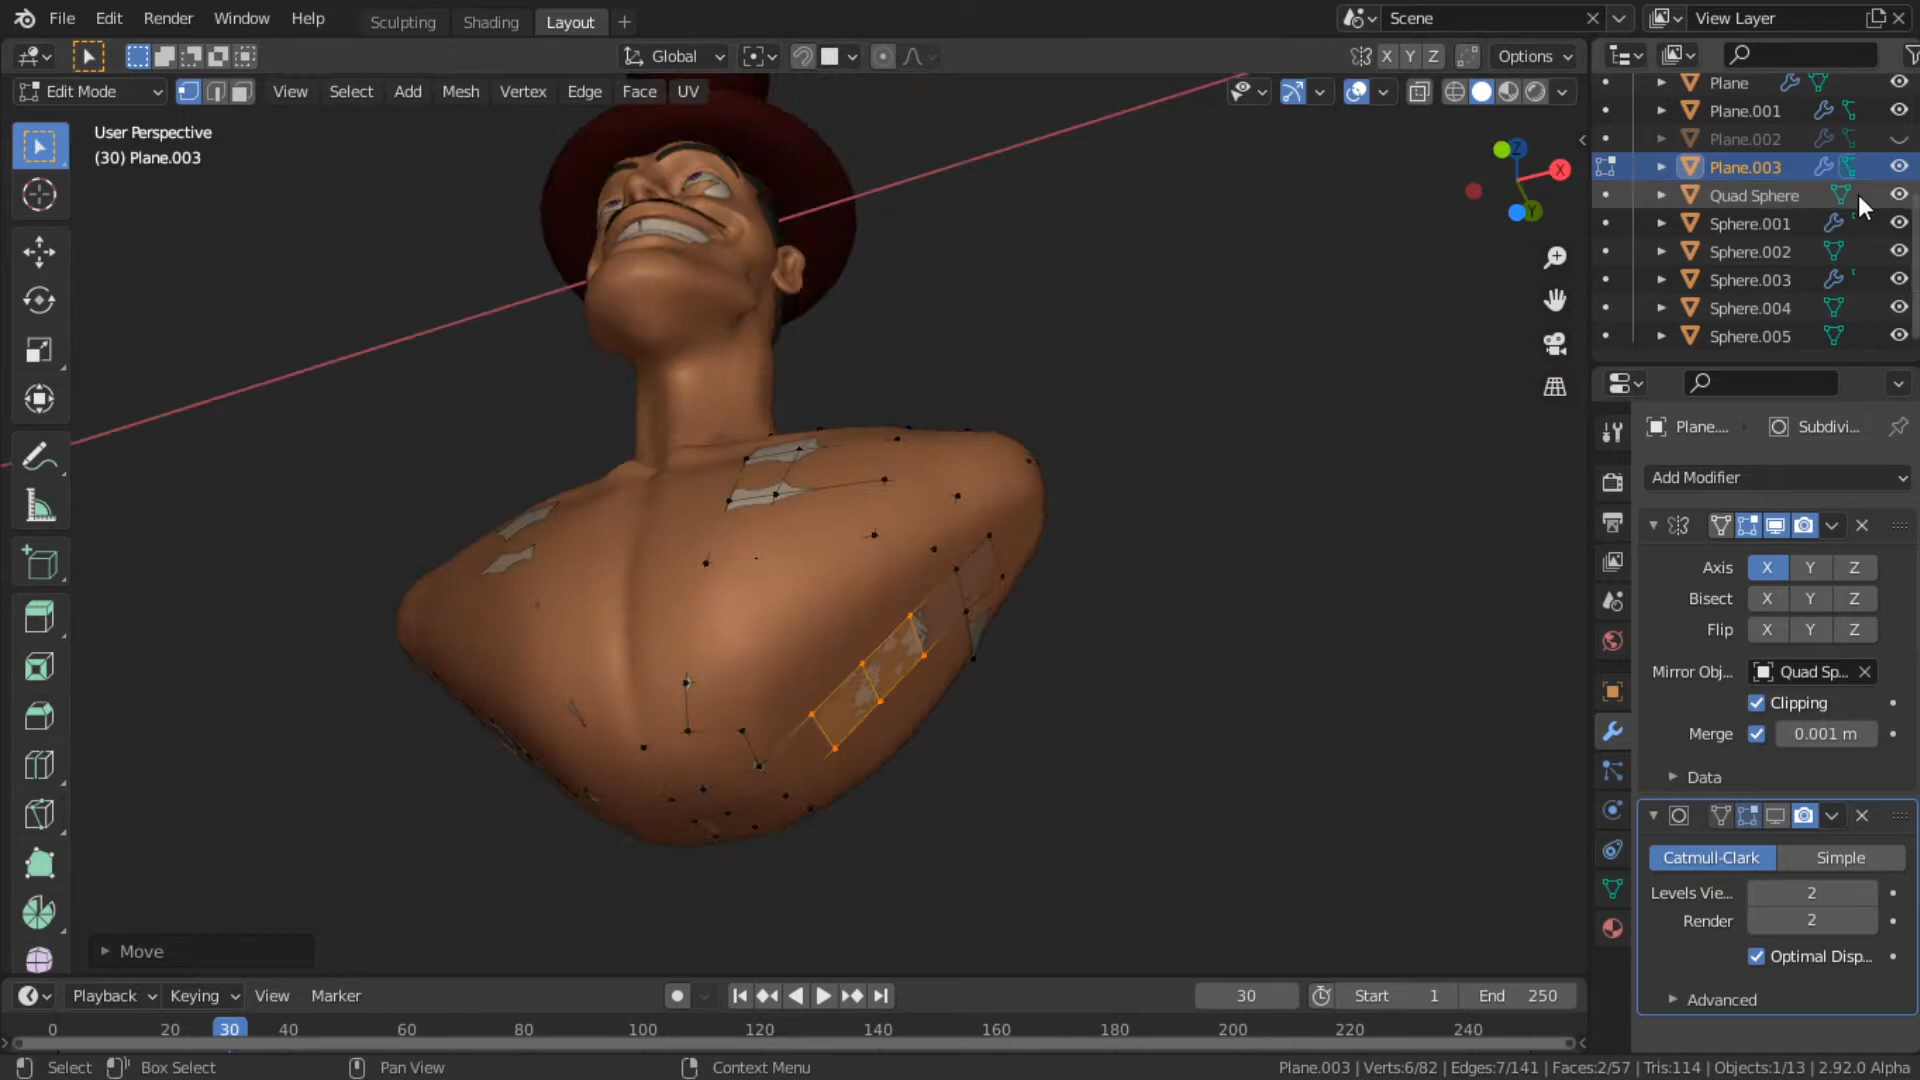 File Edit Render Window Help Sculpting Shading Layout Scene View Layer
Global X Y Z Options
Edit Mode View Select Add Mesh Vertex Edge Face UV
User Perspective
(30) Plane.003
Z
X
Y
Plane
Plane.001
Plane.002
Plane.003
Quad Sphere
Sphere.001
Sphere.002
Sphere.003
Sphere.004
Sphere.005
Plane.... Subdivi...
Add Modifier
Axis X Y Z
Bisect X Y Z
Flip X Y Z
Mirror Obj... Quad Sp...
Clipping
Merge 0.001 m
Data
Catmull-Clark Simple
Levels Vie... 2
Render 2
Optimal Disp...
Advanced
Move
Playback Keying View Marker 30 Start 1 End 250
0 20 30 40 60 80 100 120 140 160 180 200 220 240
Select Box Select Pan View Context Menu Plane.003 | Verts:6/82 | Edges:7/141 | Faces:2/57 | Tris:114 | Objects:1/13 | 2.92.0 Alpha